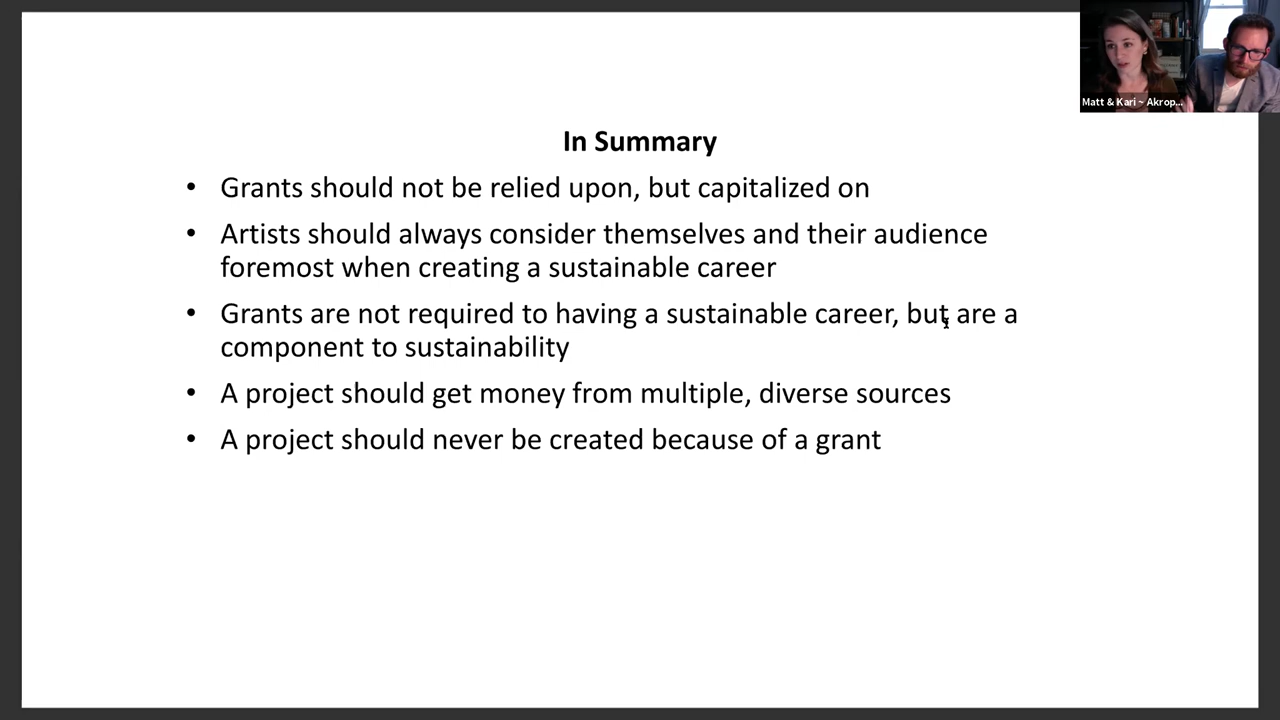 Matt & Kari ~ Akrop...
In Summary
• Grants should not be relied upon, but capitalized on
• Artists should always consider themselves and their audience
foremost when creating a sustainable career
• Grants are not required to having a sustainable career, but are a
component to sustainability
• A project should get money from multiple, diverse sources
• A project should never be created because of a grant